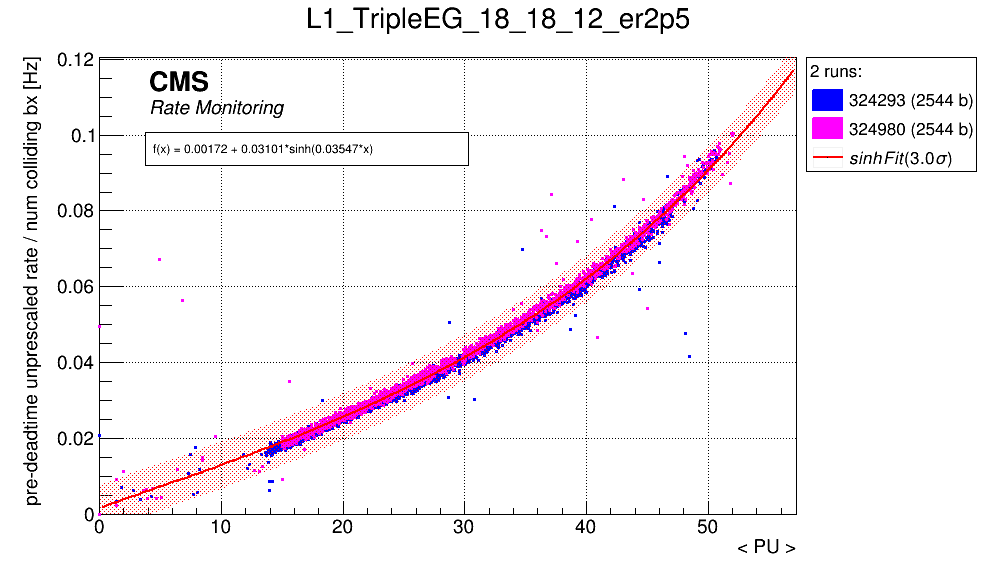 L1_TripleEG_18_18_12_er2p5
pre-deadtime unprescaled rate / num colliding bx [Hz]
0.12
0.1
0.08
0.06
0.04
0.02
0
CMS
Rate Monitoring
f(x) = 0.00172 + 0.03101*sinh(0.03547*x)
2 runs:
324293 (2544 b)
324980 (2544 b)
sinhFit(3.0σ)
0 10 20 30 40 50
< PU >